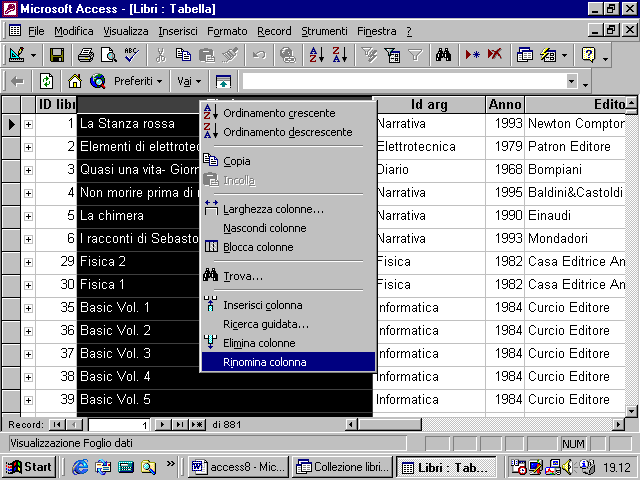 Microsoft Access - [Libri : Tabella]
File Modifica Visualizza Inserisci Formato Record Strumenti Finestra ?
Preferiti Vai
ID libr Id arg Anno Edito
1 La Stanza rossa Narrativa 1993 Newton Compton
2 Elementi di elettrotec Elettrotecnica 1979 Patron Editore
3 Quasi una vita- Giorn Diario 1968 Bompiani
4 Non morire prima di Narrativa 1995 Baldini&Castoldi
5 La chimera Narrativa 1990 Einaudi
6 I racconti di Sebasto Narrativa 1993 Mondadori
29 Fisica 2 Fisica 1982 Casa Editrice An
30 Fisica 1 Fisica 1982 Casa Editrice An
35 Basic Vol. 1 Informatica 1984 Curcio Editore
36 Basic Vol. 2 Informatica 1984 Curcio Editore
37 Basic Vol. 3 Informatica 1984 Curcio Editore
38 Basic Vol. 4 Informatica 1984 Curcio Editore
39 Basic Vol. 5 Informatica 1984 Curcio Editore
Ordinamento crescente
Ordinamento descrescente
Copia
Incolla
Larghezza colonne...
Nascondi colonne
Blocca colonne
Trova...
Inserisci colonna
Ricerca guidata...
Elimina colonne
Rinomina colonna
Record: 1 di 881
Visualizzazione Foglio dati NUM
Start access8 - Mic... Collezione libri... Libri : Tab... 19.12